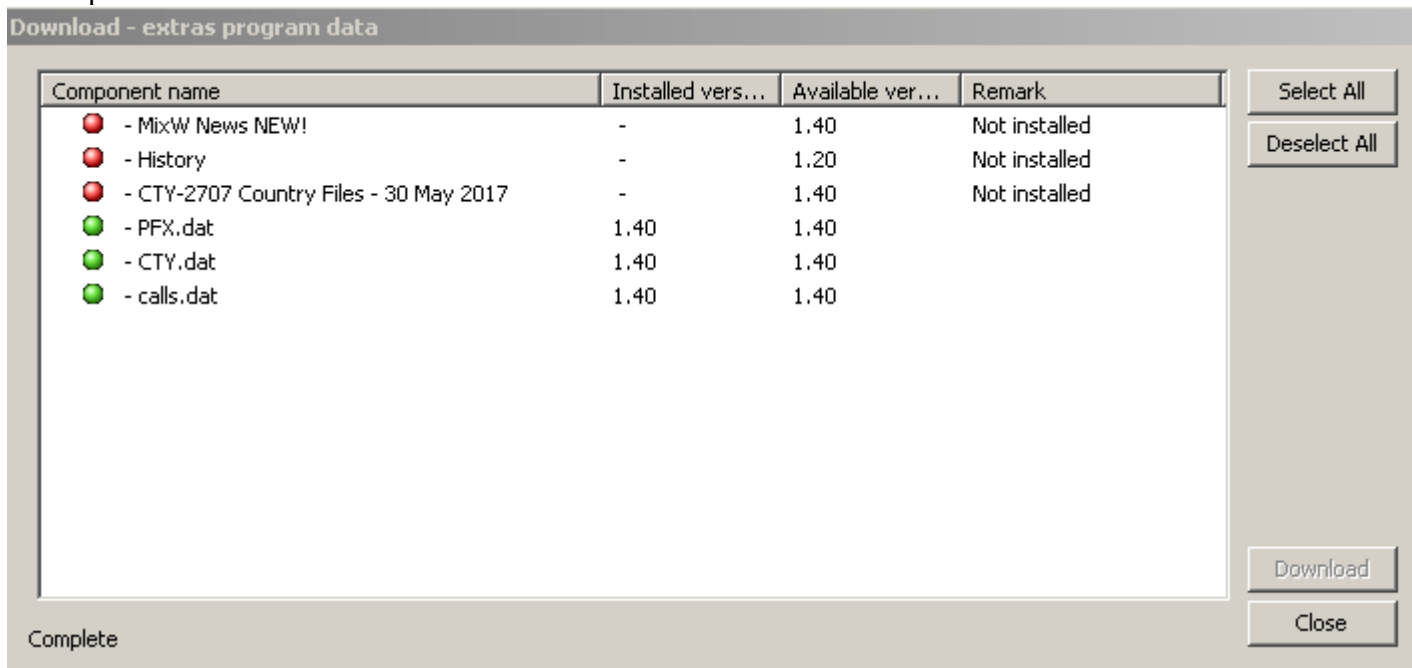 Download - extras program data
Component name Installed vers... Available ver... Remark
- MixW News NEW! - 1.40 Not installed
- History - 1.20 Not installed
- CTY-2707 Country Files - 30 May 2017 - 1.40 Not installed
- PFX.dat 1.40 1.40
- CTY.dat 1.40 1.40
- calls.dat 1.40 1.40
Select All
Deselect All
Download
Close
Complete